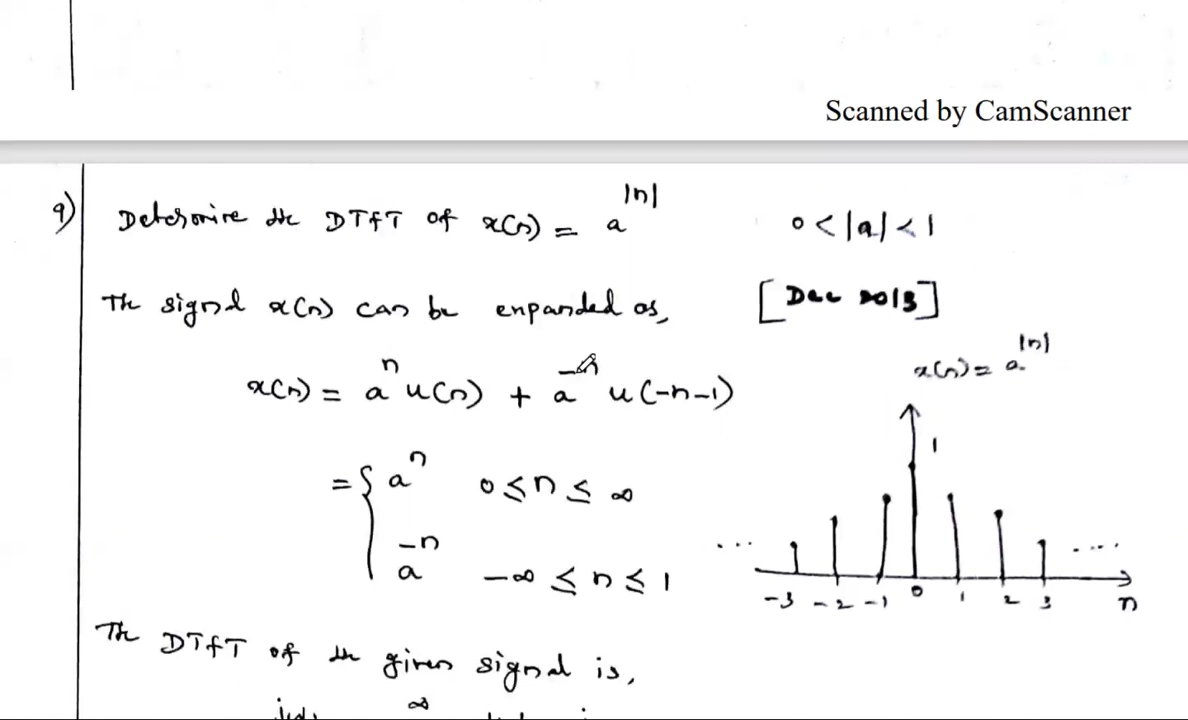 Scanned by CamScanner
9) Determine the DTFT of x(n) = a^|n| 0<|a|<1
The signal x(n) can be expanded as, [Dec 2013]
x(n) = a^|n|
x(n) = a^n u(n) + a^-n u(-n-1)
= { a^n 0 ≤ n ≤ ∞
a^-n -∞ ≤ n ≤ 1
1
... ....
-3 -2 -1 0 1 2 3 n
The DTFT of the given signal is,
∞